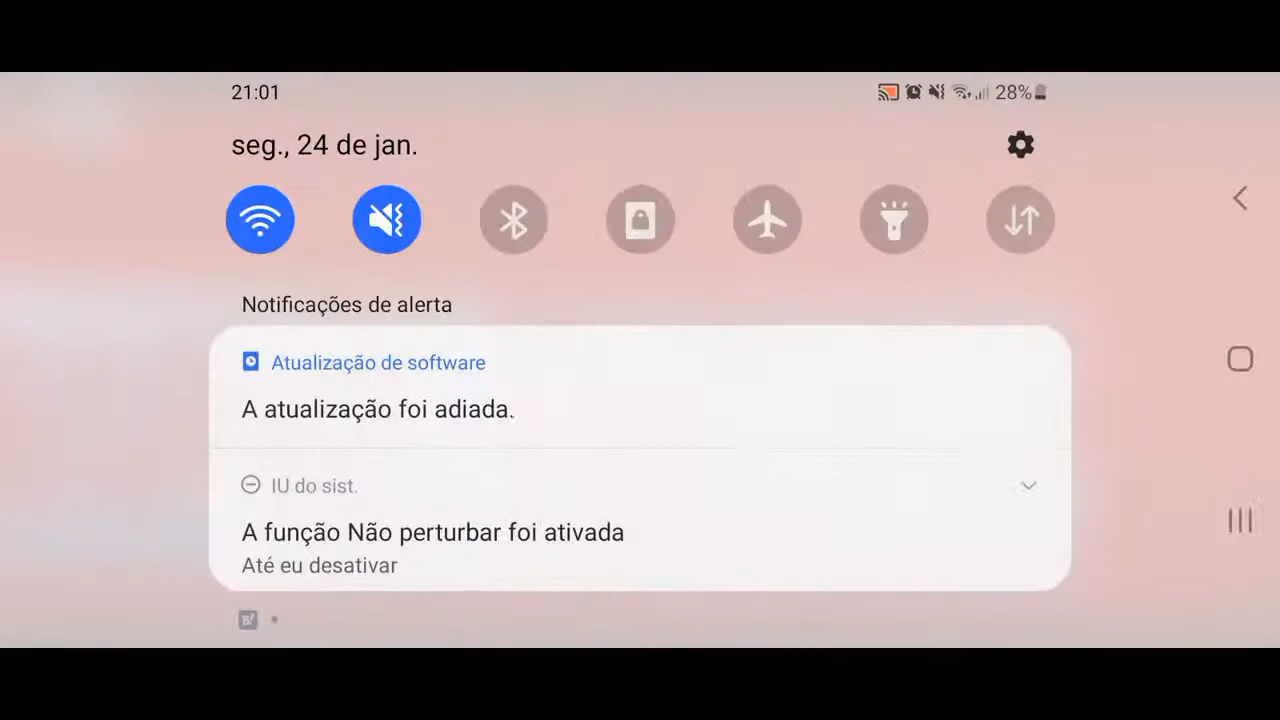 21:01
28%
seg., 24 de jan.
Notificações de alerta
Atualização de software
A atualização foi adiada.
IU do sist.
A função Não perturbar foi ativada
Até eu desativar
B!